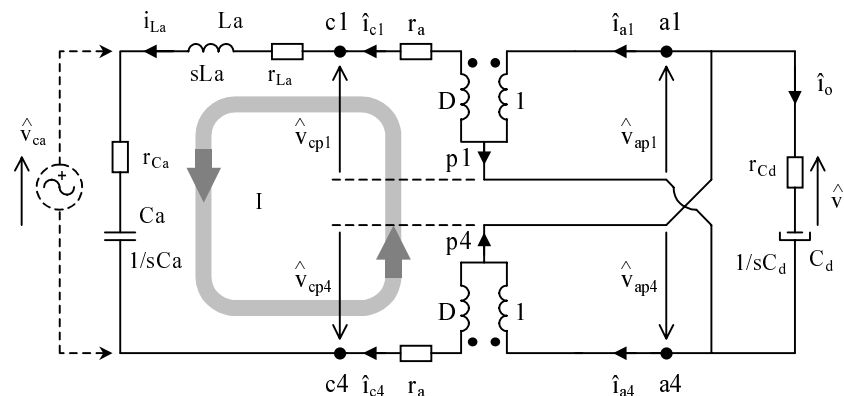 i_La La c1 î_c1 r_a î_a1 a1
sLa r_La
î_o
D 1
v̂_ca v̂_cp1 v̂_ap1
+
r_Ca p1 r_Cd
I v̂
Ca p4
1/sCa v̂_cp4 v̂_ap4 1/sC_d C_d
D 1
c4 î_c4 r_a î_a4 a4